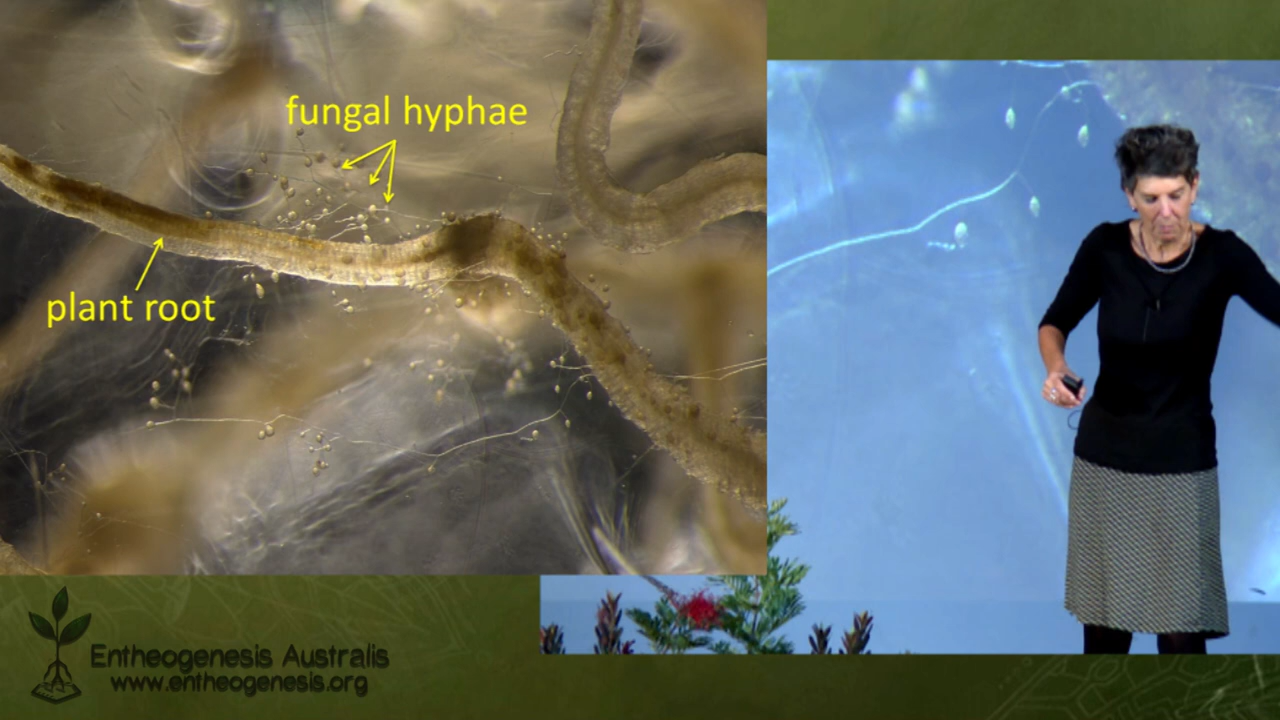 fungal hyphae
plant root
Entheogenesis Australis
www.entheogenesis.org